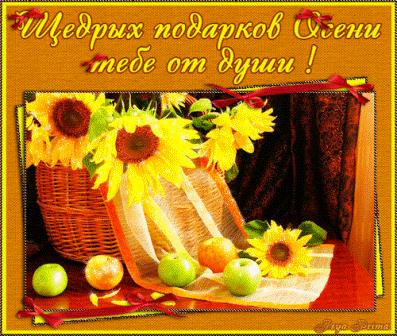 Щедрых подарков Осени
тебе от души !